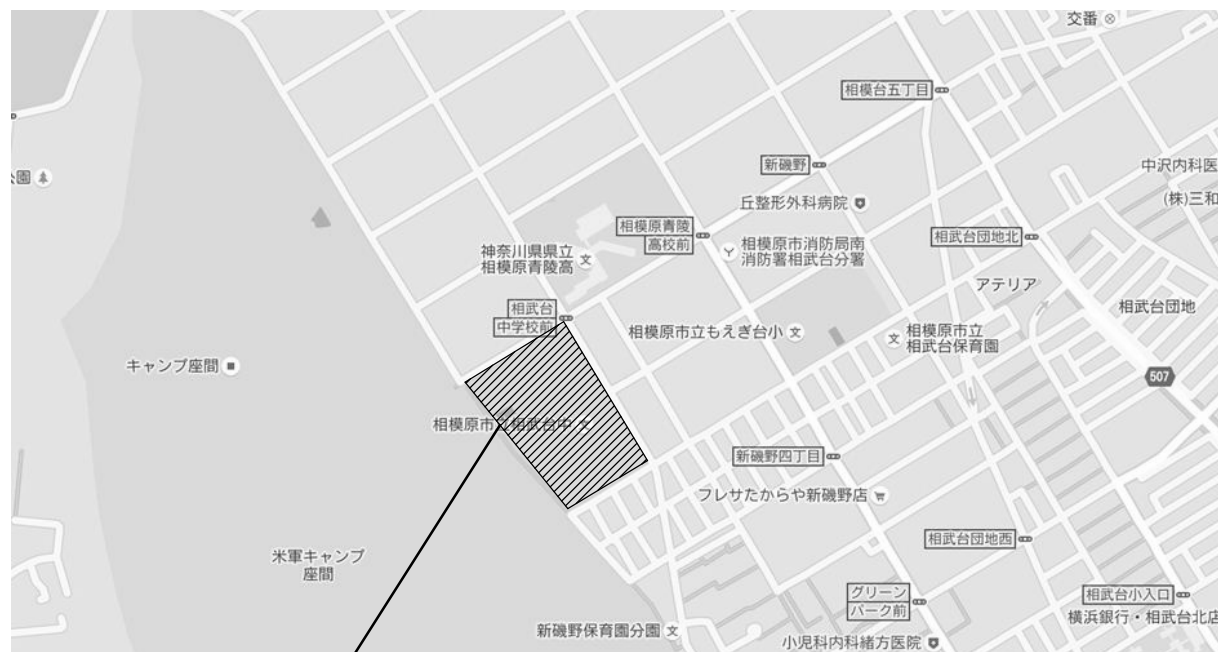 交番
相模台五丁目
新磯野
中沢内科医
(株)三和
公園
丘整形外科病院
相模原青陵
高校前
相模原市消防局南
消防署相武台分署
相武台団地北
神奈川県県立
相模原青陵高
アテリア
相武台団地
相武台
中学校前
相模原市立もえぎ台小
相模原市立
相武台保育園
キャンプ座間
507
相模原市立相武台中
新磯野四丁目
フレサたからや新磯野店
相武台団地西
米軍キャンプ
座間
グリーン
パーク前
相武台小入口
横浜銀行・相武台北店
新磯野保育園分園
小児科内科緒方医院